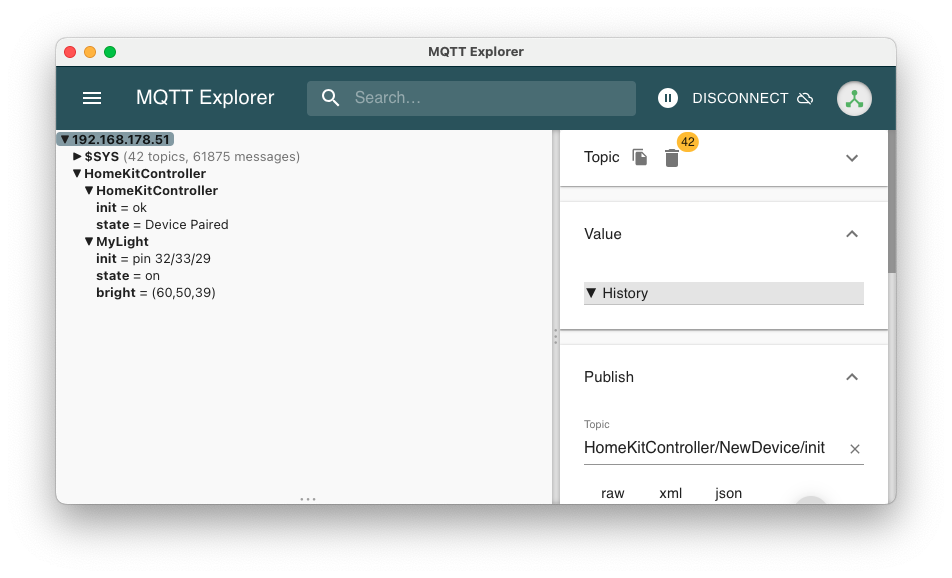 MQTT Explorer
MQTT Explorer
Search...
DISCONNECT
▼ 192.168.178.51
▶ $SYS (42 topics, 61875 messages)
▼ HomeKitController
▼ HomeKitController
init = ok
state = Device Paired
▼ MyLight
init = pin 32/33/29
state = on
bright = (60,50,39)
Topic
42
Value
▼ History
Publish
Topic
HomeKitController/NewDevice/init
raw xml json